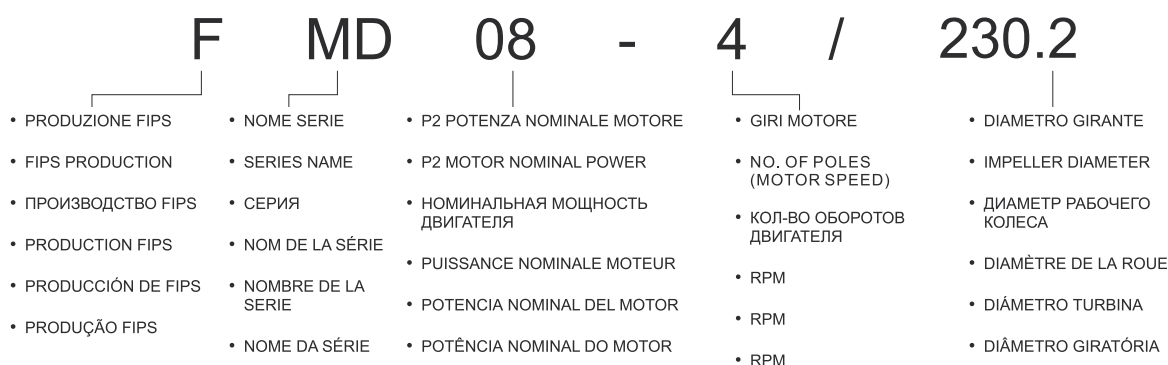 F MD 08 - 4 / 230.2
• PRODUZIONE FIPS
• FIPS PRODUCTION
• ПРОИЗВОДСТВО FIPS
• PRODUCTION FIPS
• PRODUCCIÓN DE FIPS
• PRODUÇÃO FIPS
• NOME SERIE
• SERIES NAME
• СЕРИЯ
• NOM DE LA SÉRIE
• NOMBRE DE LA
SERIE
• NOME DA SÉRIE
• P2 POTENZA NOMINALE MOTORE
• P2 MOTOR NOMINAL POWER
• НОМИНАЛЬНАЯ МОЩНОСТЬ
ДВИГАТЕЛЯ
• PUISSANCE NOMINALE MOTEUR
• POTENCIA NOMINAL DEL MOTOR
• POTÊNCIA NOMINAL DO MOTOR
• GIRI MOTORE
• NO. OF POLES
(MOTOR SPEED)
• КОЛ-ВО ОБОРОТОВ
ДВИГАТЕЛЯ
• RPM
• RPM
• RPM
• DIAMETRO GIRANTE
• IMPELLER DIAMETER
• ДИАМЕТР РАБОЧЕГО
КОЛЕСА
• DIAMÈTRE DE LA ROUE
• DIÁMETRO TURBINA
• DIÂMETRO GIRATÓRIA